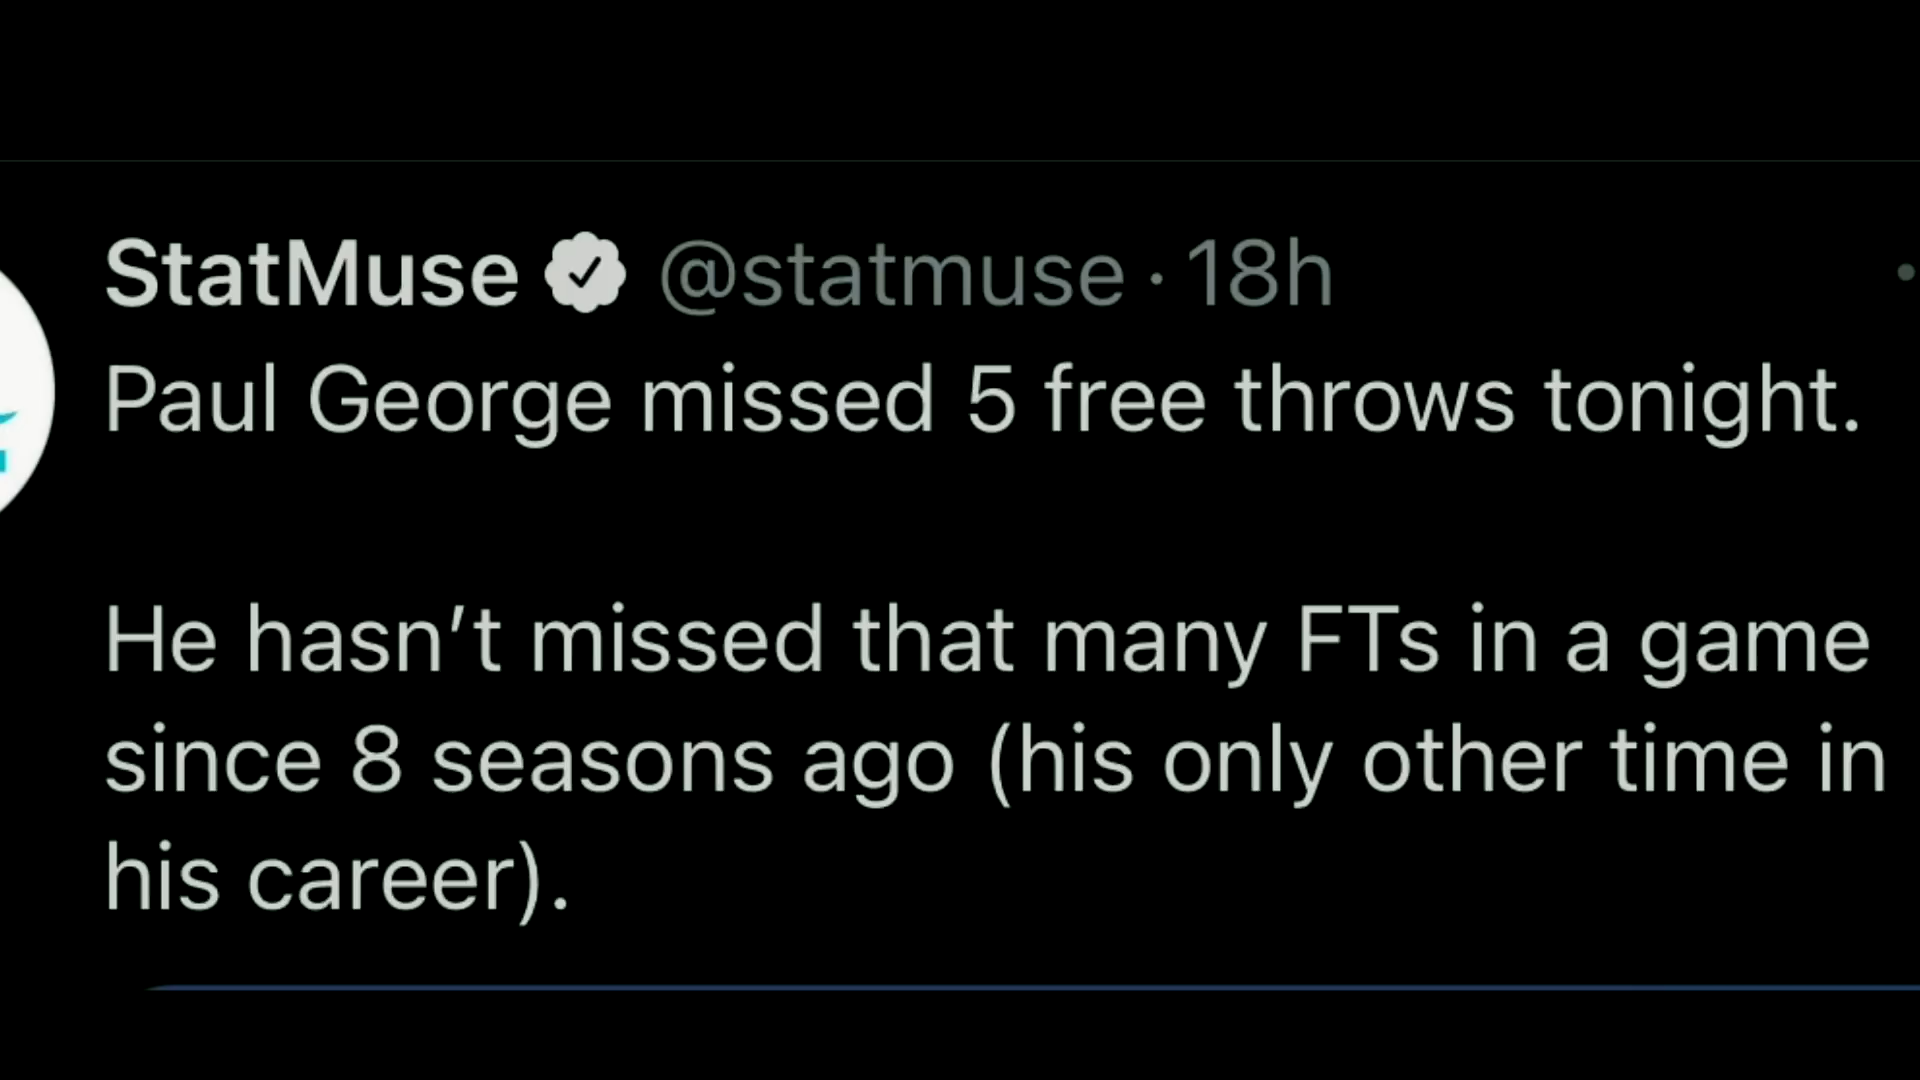 StatMuse @statmuse · 18h
Paul George missed 5 free throws tonight.
He hasn’t missed that many FTs in a game
since 8 seasons ago (his only other time in
his career).